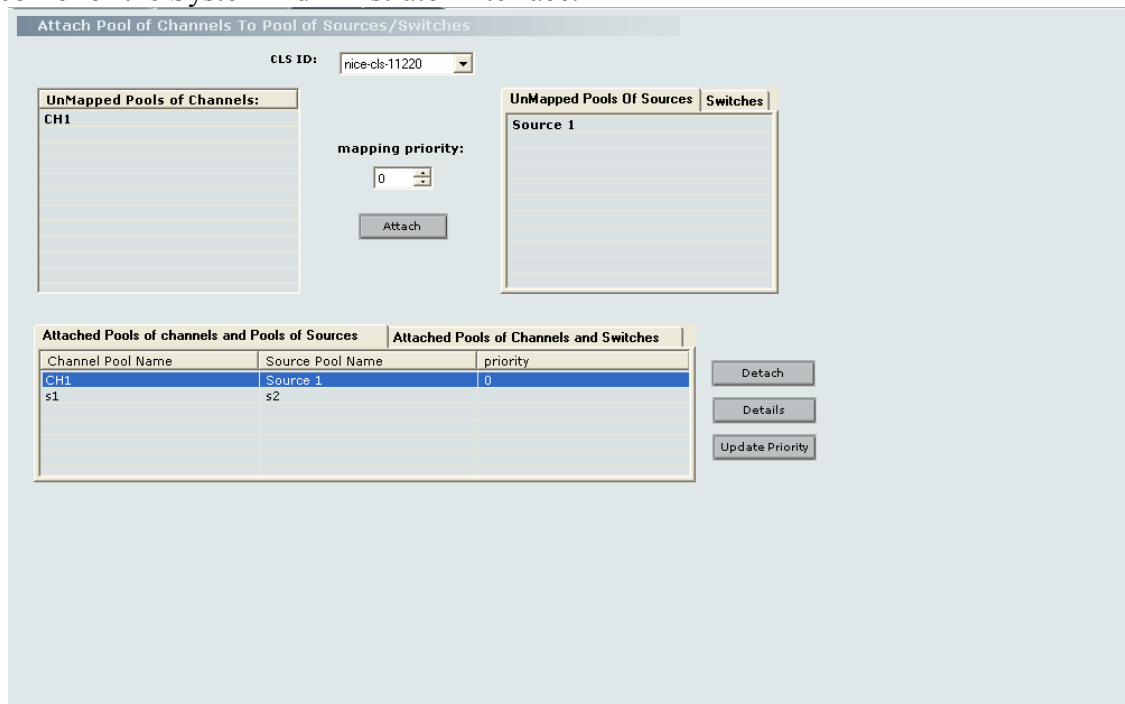 Attach Pool of Channels To Pool of Sources/Switches
CLS ID: nice-cls-11220
UnMapped Pools of Channels:
CH1
mapping priority:
0
Attach
UnMapped Pools Of Sources Switches
Source 1
Attached Pools of channels and Pools of Sources Attached Pools of Channels and Switches
Channel Pool Name Source Pool Name priority
CH1 Source 1 0
s1 s2
Detach
Details
Update Priority